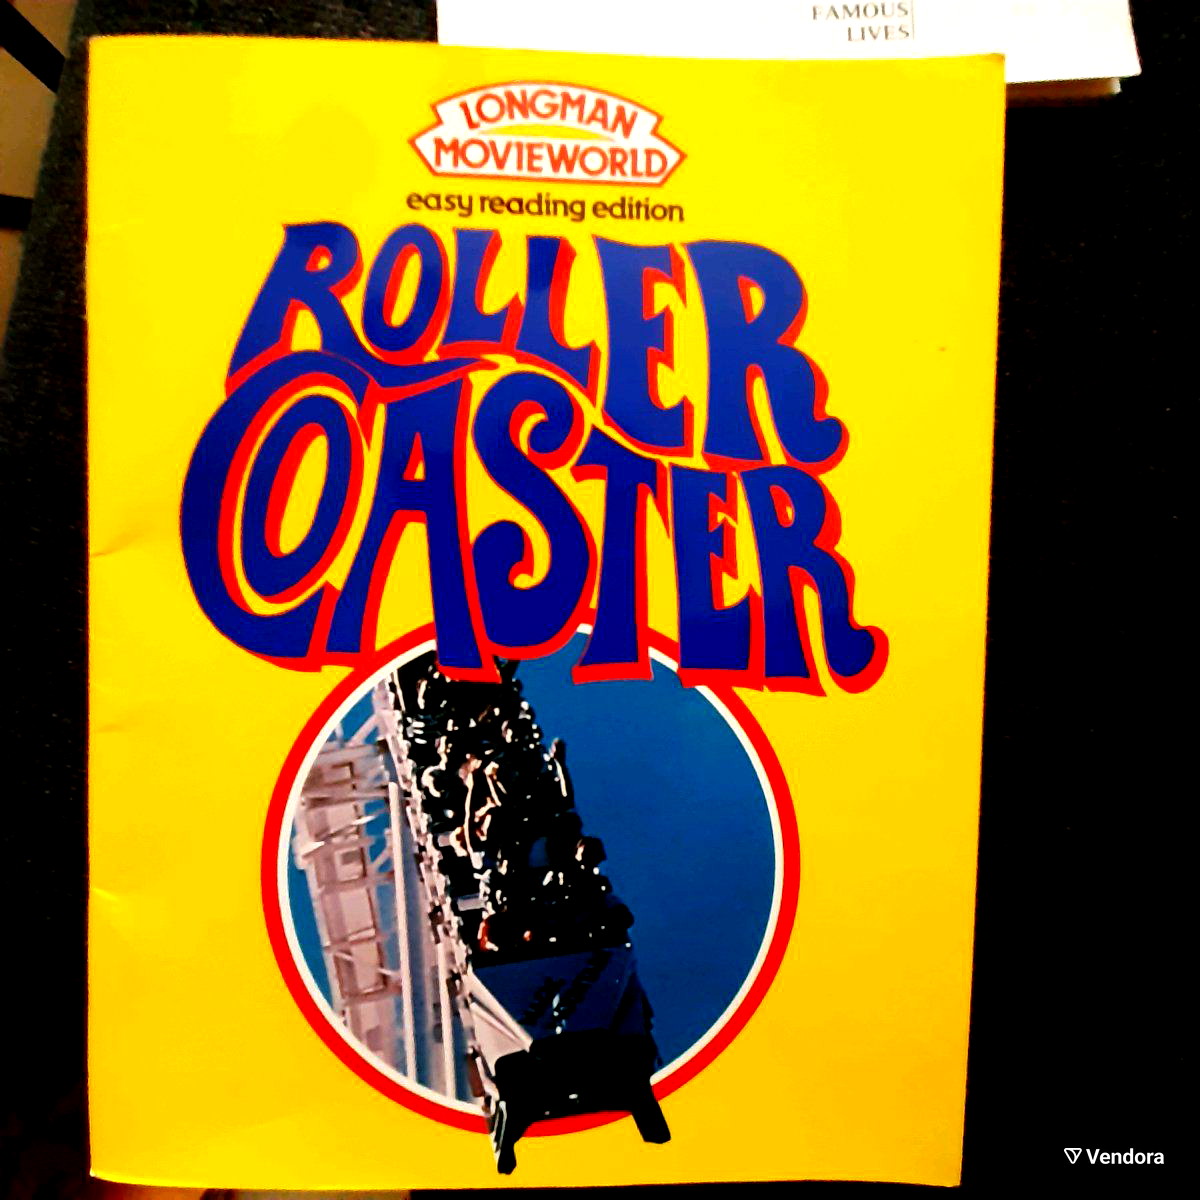 FAMOUS
LIVES
LONGMAN
MOVIEWORLD
easy reading edition
ROLLER
COASTER
Vendora